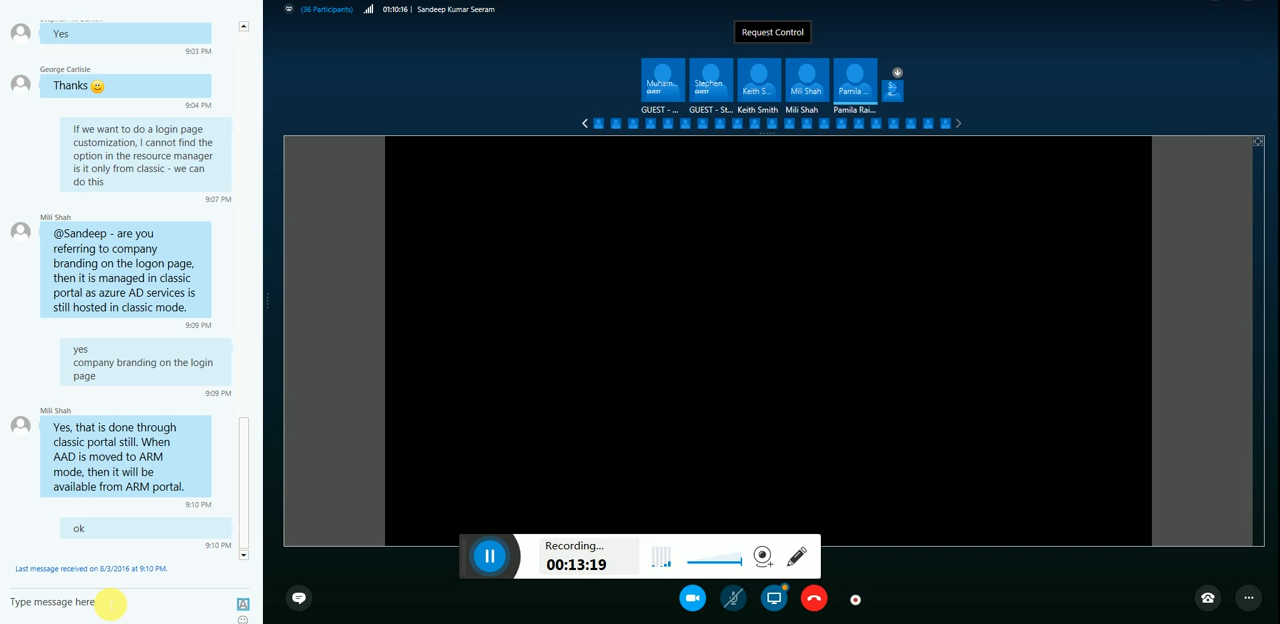 Yes
9:03 PM
George Carlisle
Thanks
9:04 PM
If we want to do a login page
customization, I cannot find the
option in the resource manager
is it only from classic - we can
do this
9:07 PM
Mili Shah
@Sandeep - are you
referring to company
branding on the logon page,
then it is managed in classic
portal as azure AD services is
still hosted in classic mode.
9:09 PM
yes
company branding on the login
page
9:09 PM
Mili Shah
Yes, that is done through
classic portal still. When
AAD is moved to ARM
mode, then it will be
available from ARM portal.
9:10 PM
ok
9:10 PM
Last message received on 8/3/2016 at 9:10 PM.
Type message here
A
(36 Participants) 01:10:16 | Sandeep Kumar Seeram
Request Control
Muham... Stephen Keith S... Mili Shah Pamila ... S...
GUEST GUEST
GUEST - ... GUEST - St... Keith Smith Mili Shah Pamila Rai...
Recording...
00:13:19